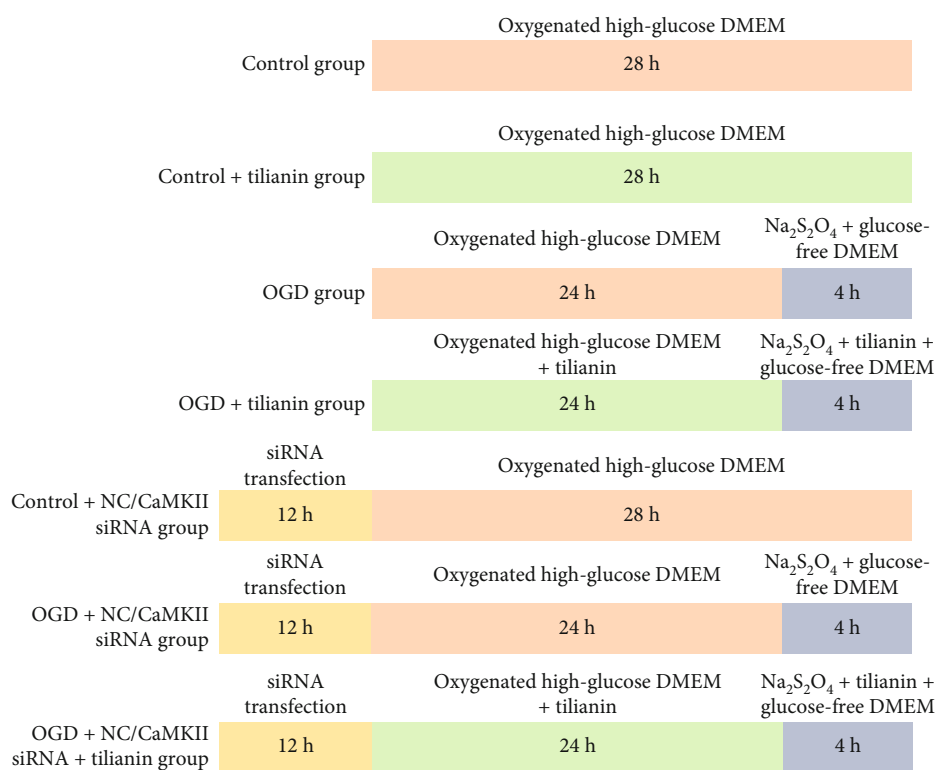 Oxygenated high-glucose DMEM
Control group
28 h
Oxygenated high-glucose DMEM
Control + tilianin group
28 h
Oxygenated high-glucose DMEM
Na₂S₂O₄ + glucose-
free DMEM
OGD group
24 h
4 h
Oxygenated high-glucose DMEM
+ tilianin
Na₂S₂O₄ + tilianin +
glucose-free DMEM
OGD + tilianin group
24 h
4 h
siRNA
transfection
Oxygenated high-glucose DMEM
Control + NC/CaMKII
siRNA group
12 h
28 h
siRNA
transfection
Oxygenated high-glucose DMEM
Na₂S₂O₄ + glucose-
free DMEM
OGD + NC/CaMKII
siRNA group
12 h
24 h
4 h
siRNA
transfection
Oxygenated high-glucose DMEM
+ tilianin
Na₂S₂O₄ + tilianin +
glucose-free DMEM
OGD + NC/CaMKII
siRNA + tilianin group
12 h
24 h
4 h